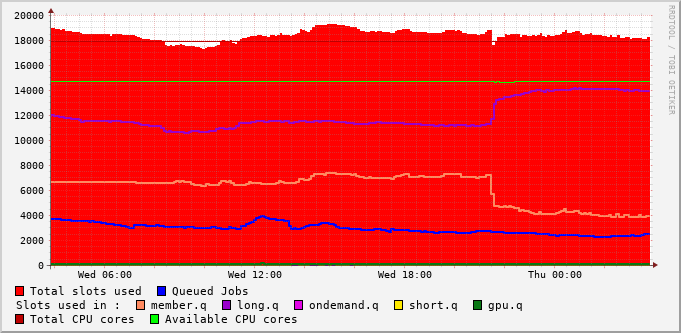 20000
18000
16000
14000
12000
10000
8000
6000
4000
2000
0
Wed 06:00 Wed 12:00 Wed 18:00 Thu 00:00
Total slots used Queued Jobs
Slots used in : member.q long.q ondemand.q short.q gpu.q
Total CPU cores Available CPU cores
RRDTOOL / TOBI OETIKER